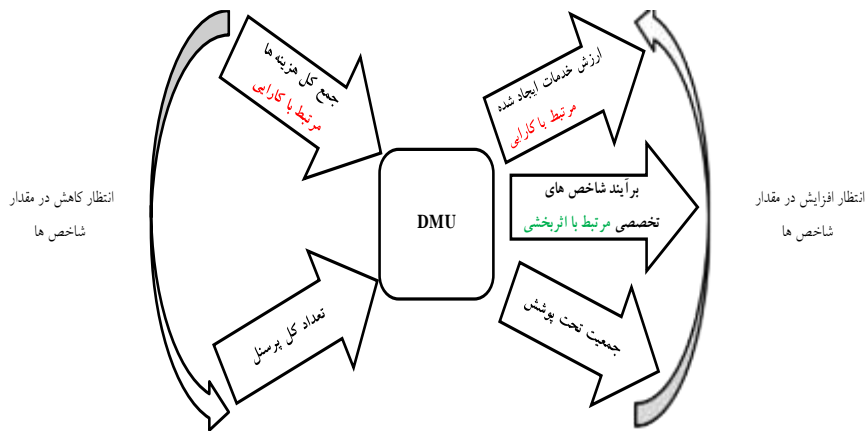 جمع کل هزینه ها
مرتبط با کارایی
ارزش خدمات ایجاد شده
مرتبط با کارایی
انتظار کاهش در مقدار
شاخص ها
DMU
برآیند شاخص های
تخصصی مرتبط با اثربخشی
انتظار افزایش در مقدار
شاخص ها
تعداد کل پرسنل
جمعیت تحت پوشش